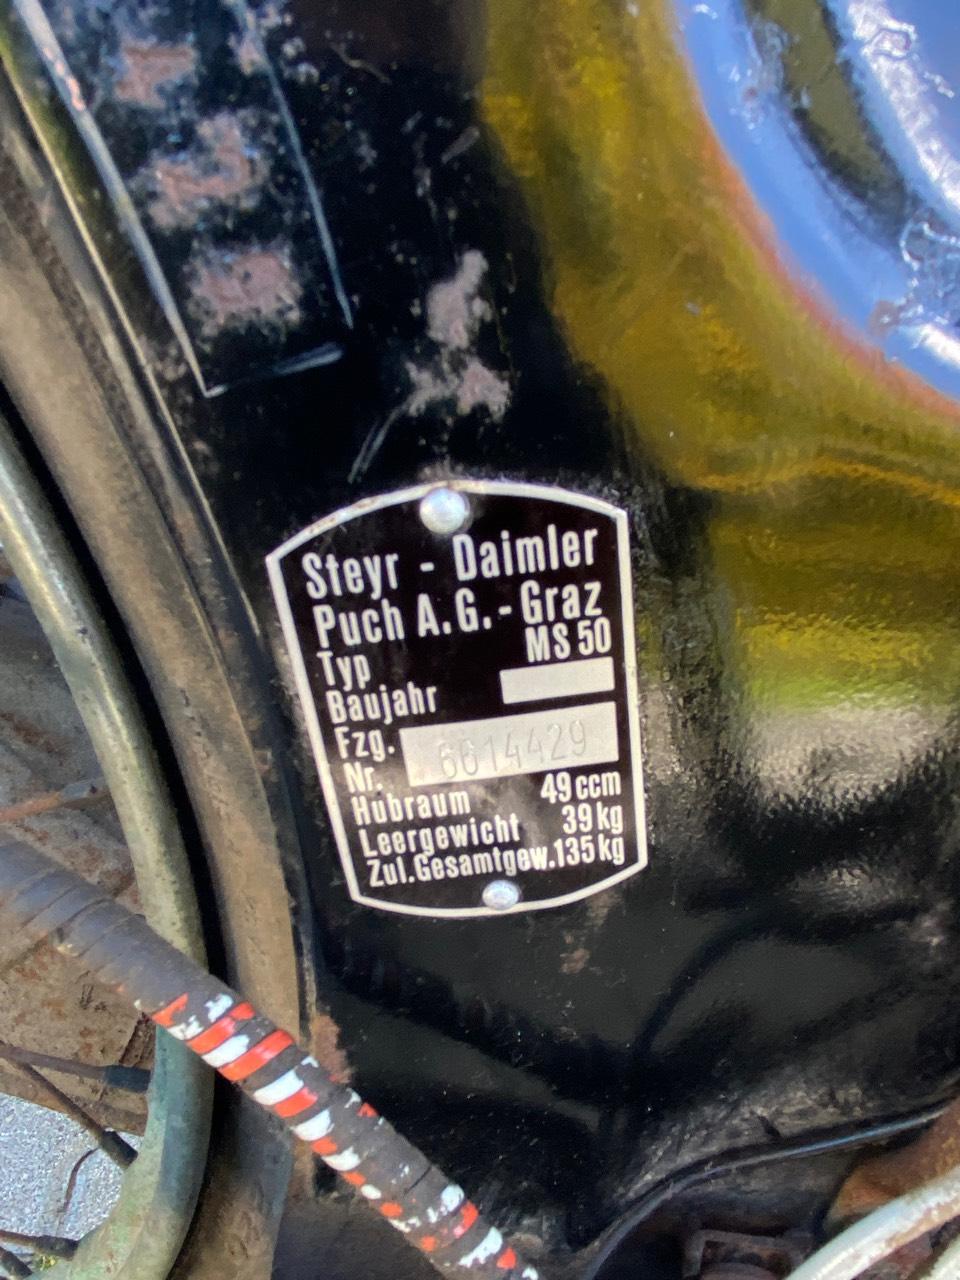 Steyr - Daimler
Puch A.G. - Graz
Typ MS 50
Baujahr
Fzg. Nr. 6014429
Hubraum 49 ccm
Leergewicht 39 kg
Zul. Gesamtgew. 135 kg